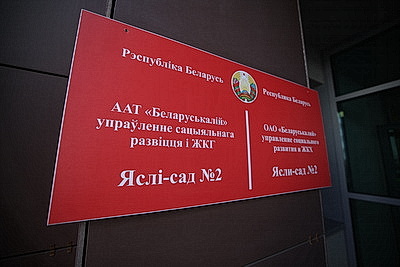 Рэспубліка Беларусь
ААТ «Беларуськалій»
упраўленне сацыяльнага
развіцця і ЖКГ
Яслі-сад №2
Республика Беларусь
ОАО «Беларуськалий»
управление социального
развития и ЖКХ
Ясли-сад №2